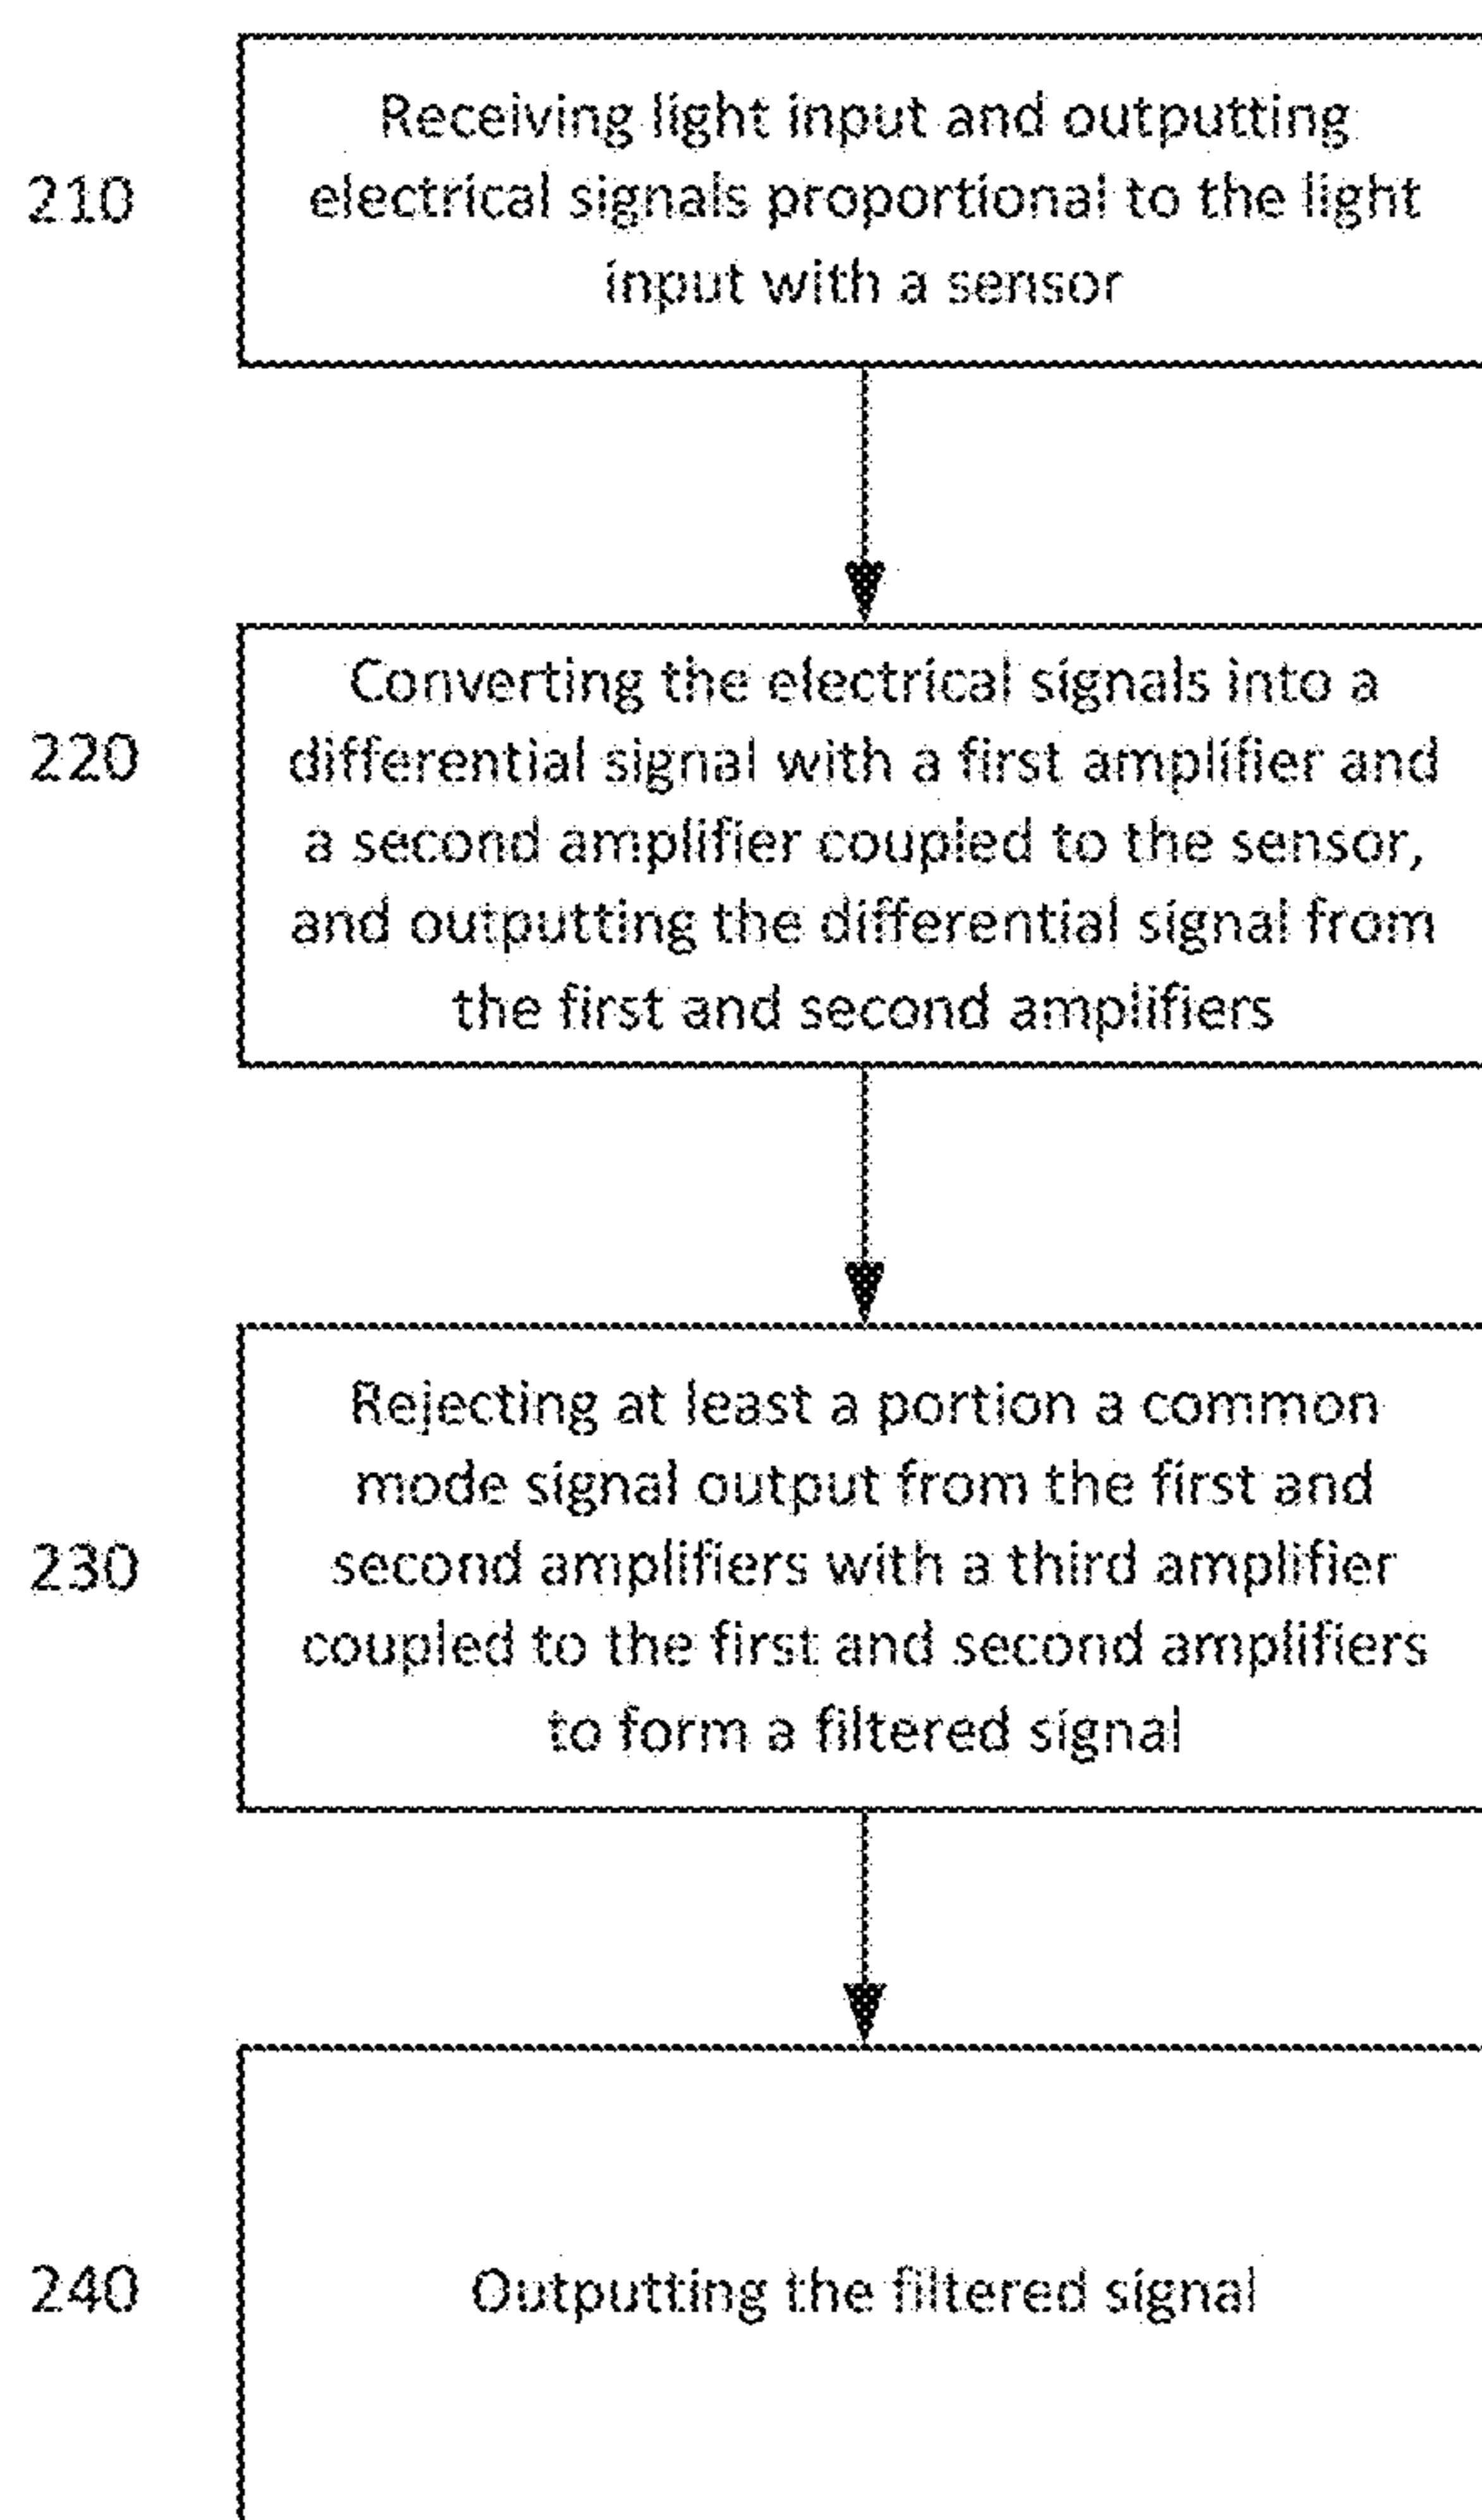 210
Receiving light input and outputting
electrical signals proportional to the light
input with a sensor
220
Converting the electrical signals into a
differential signal with a first amplifier and
a second amplifier coupled to the sensor,
and outputting the differential signal from
the first and second amplifiers
230
Rejecting at least a portion a common
mode signal output from the first and
second amplifiers with a third amplifier
coupled to the first and second amplifiers
to form a filtered signal
240
Outputting the filtered signal